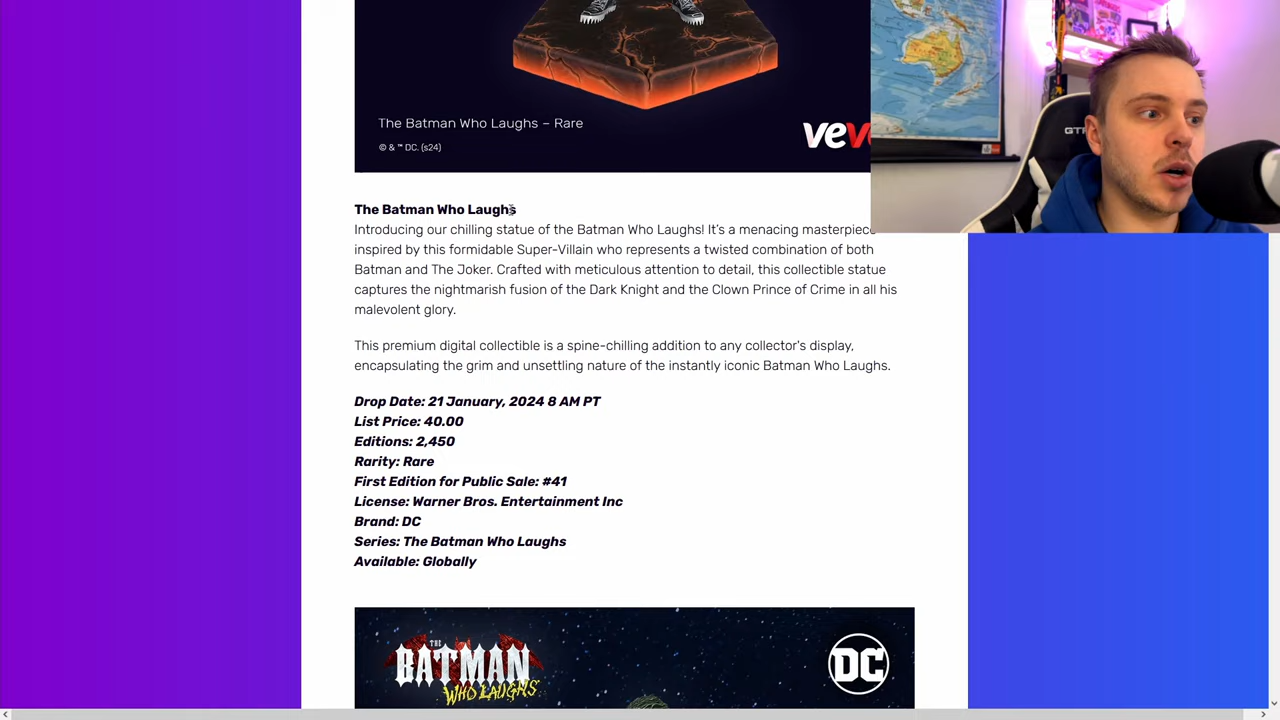 The Batman Who Laughs – Rare
© & ™ DC. (s24)
GTR
The Batman Who Laughs
Introducing our chilling statue of the Batman Who Laughs! It's a menacing masterpiece
inspired by this formidable Super-Villain who represents a twisted combination of both
Batman and The Joker. Crafted with meticulous attention to detail, this collectible statue
captures the nightmarish fusion of the Dark Knight and the Clown Prince of Crime in all his
malevolent glory.
This premium digital collectible is a spine-chilling addition to any collector's display,
encapsulating the grim and unsettling nature of the instantly iconic Batman Who Laughs.
Drop Date: 21 January, 2024 8 AM PT
List Price: 40.00
Editions: 2,450
Rarity: Rare
First Edition for Public Sale: #41
License: Warner Bros. Entertainment Inc
Brand: DC
Series: The Batman Who Laughs
Available: Globally
THE
BATMAN
WHO LAUGHS
DC